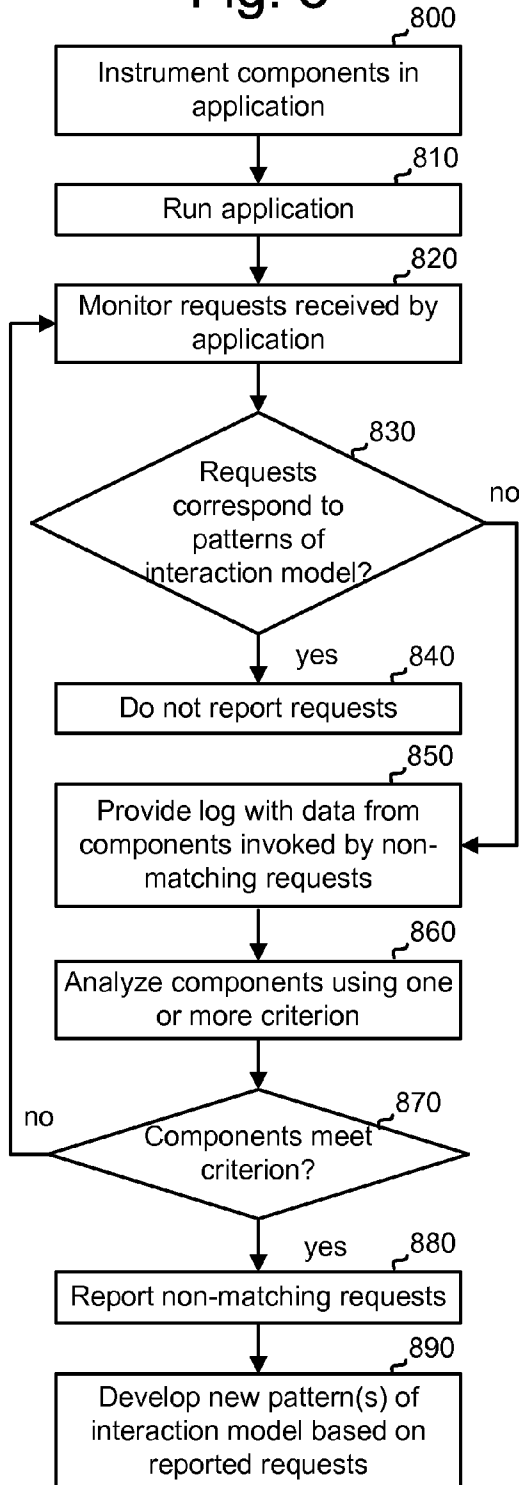 Fig. 8
800
Instrument components in
application
810
Run application
820
Monitor requests received by
application
830
Requests
correspond to
patterns of
interaction model?
no
yes
840
Do not report requests
850
Provide log with data from
components invoked by non-
matching requests
860
Analyze components using one
or more criterion
870
no
Components meet
criterion?
yes
880
Report non-matching requests
890
Develop new pattern(s) of
interaction model based on
reported requests